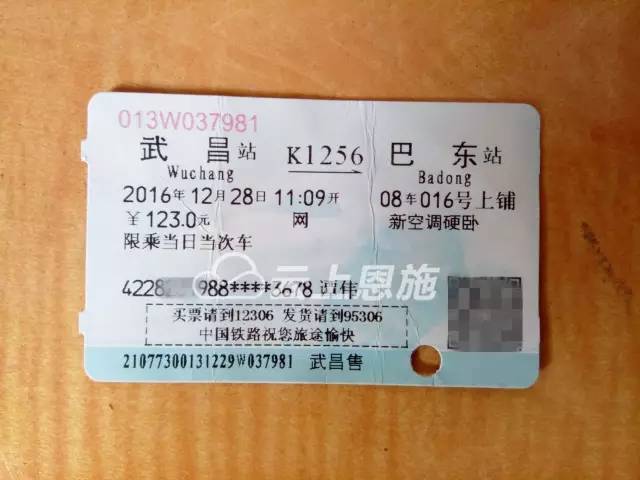 013W037981
武昌站 K1256 巴东站
Wuchang Badong
2016年12月28日 11:09开 08车016号上铺
￥123.0元 网 新空调硬卧
限乘当日当次车
4228 988****3678 覃伟
云上恩施
买票请到12306 发货请到95306
中国铁路祝您旅途愉快
21077300131229W037981 武昌售